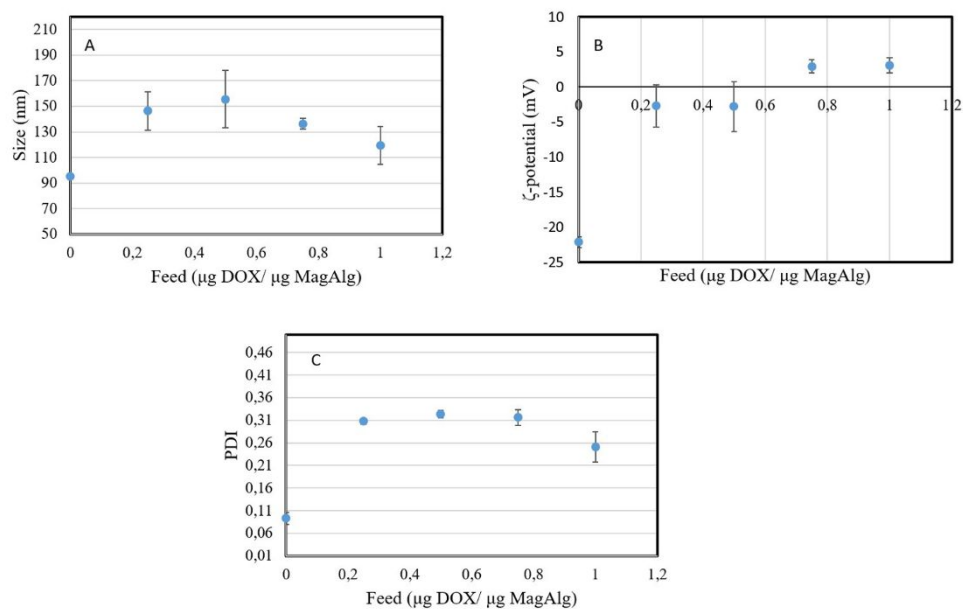 A
Size (nm)
210
190
170
150
130
110
90
70
50
0 0,2 0,4 0,6 0,8 1 1,2
Feed (µg DOX/ µg MagAlg)
B
ζ-potential (mV)
10
5
0
-5
-10
-15
-20
-25
0 0,2 0,4 0,6 0,8 1 1,2
Feed (µg DOX/ µg MagAlg)
C
PDI
0,46
0,41
0,36
0,31
0,26
0,21
0,16
0,11
0,06
0,01
0 0,2 0,4 0,6 0,8 1 1,2
Feed (µg DOX/ µg MagAlg)